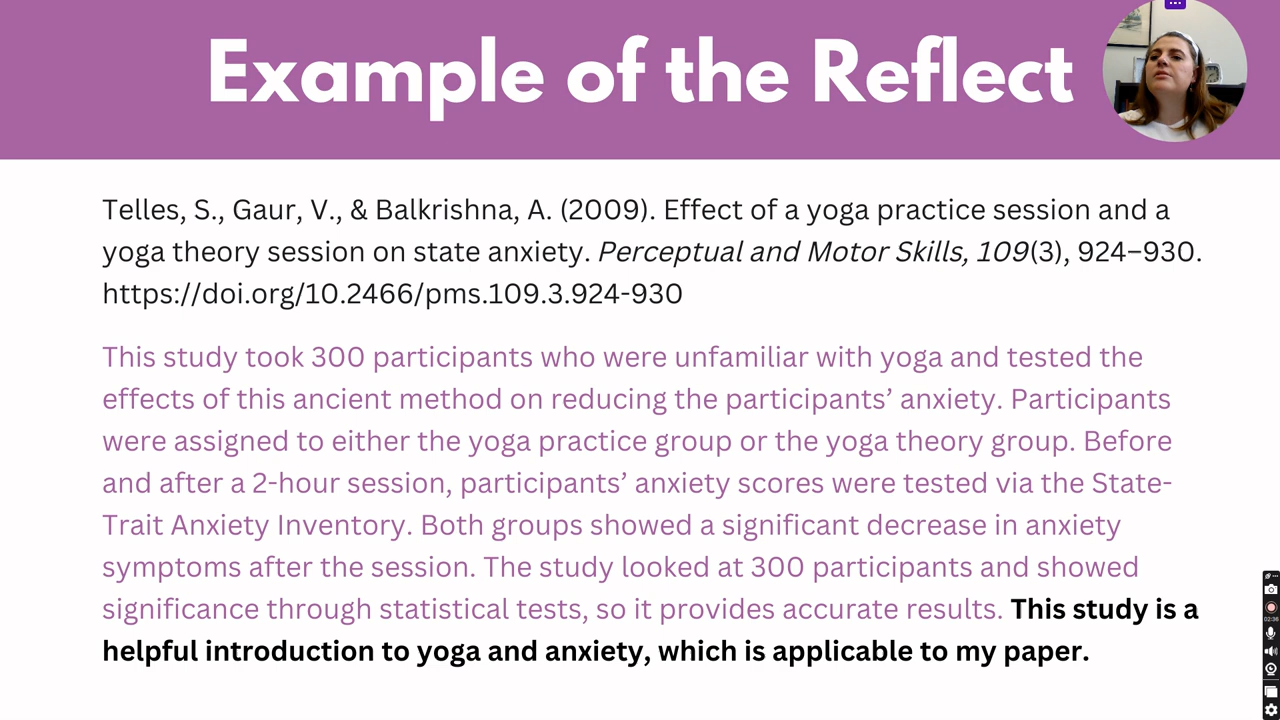 Example of the Reflect
Telles, S., Gaur, V., & Balkrishna, A. (2009). Effect of a yoga practice session and a
yoga theory session on state anxiety. Perceptual and Motor Skills, 109(3), 924–930.
https://doi.org/10.2466/pms.109.3.924-930
This study took 300 participants who were unfamiliar with yoga and tested the
effects of this ancient method on reducing the participants’ anxiety. Participants
were assigned to either the yoga practice group or the yoga theory group. Before
and after a 2-hour session, participants’ anxiety scores were tested via the State-
Trait Anxiety Inventory. Both groups showed a significant decrease in anxiety
symptoms after the session. The study looked at 300 participants and showed
significance through statistical tests, so it provides accurate results. This study is a
helpful introduction to yoga and anxiety, which is applicable to my paper.
02:36